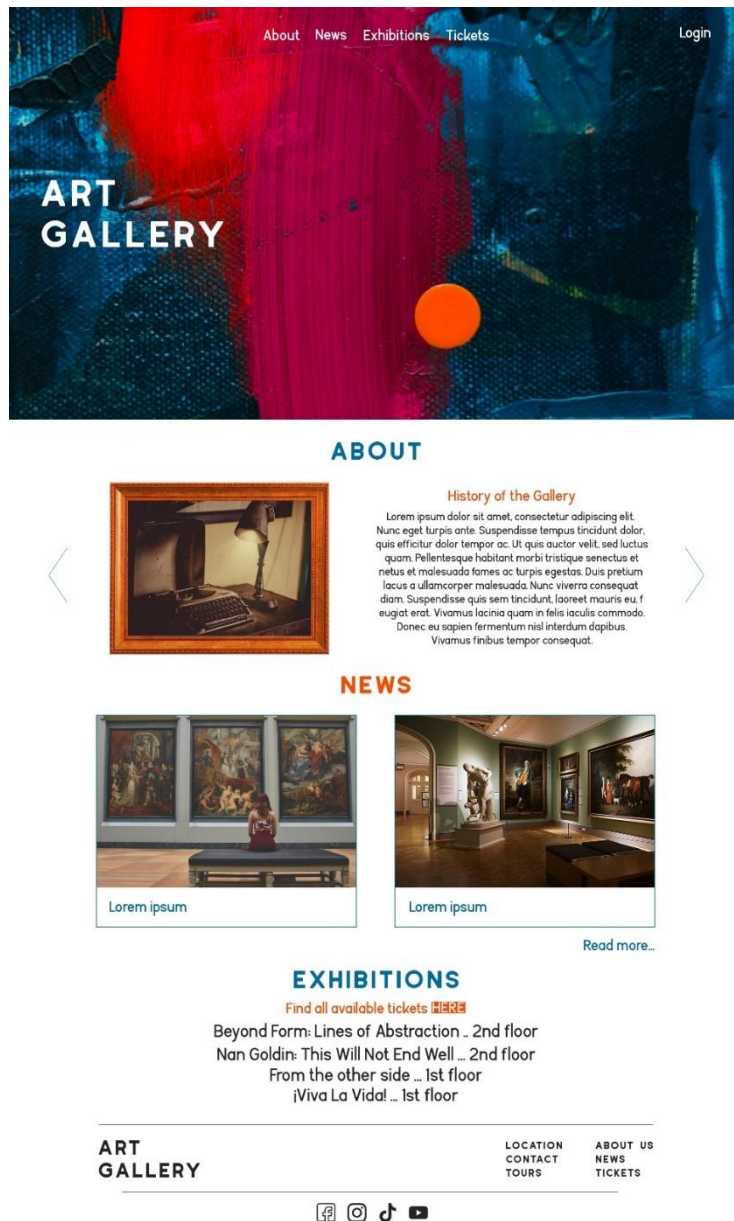 About News Exhibitions Tickets Login
ART
GALLERY
ABOUT
History of the Gallery
Lorem ipsum dolor sit amet, consectetur adipiscing elit.
Nunc eget turpis ante. Suspendisse tempus tincidunt dolor,
quis efficitur dolor tempor ac. Ut quis auctor velit, sed luctus
quam. Pellentesque habitant morbi tristique senectus et
netus et malesuada fames ac turpis egestas. Duis pretium
lacus a ullamcorper malesuada. Nunc viverra consequat
diam. Suspendisse quis sem tincidunt, laoreet mauris eu, f
eugiat erat. Vivamus lacinia quam in felis iaculis commodo.
Donec eu sapien fermentum nisl interdum dapibus.
Vivamus finibus tempor consequat.
NEWS
Lorem ipsum
Lorem ipsum
Read more...
EXHIBITIONS
Find all available tickets HERE
Beyond Form: Lines of Abstraction ... 2nd floor
Nan Goldin: This Will Not End Well ... 2nd floor
From the other side ... 1st floor
¡Viva La Vida! ... 1st floor
ART
GALLERY
LOCATION
CONTACT
TOURS
ABOUT US
NEWS
TICKETS